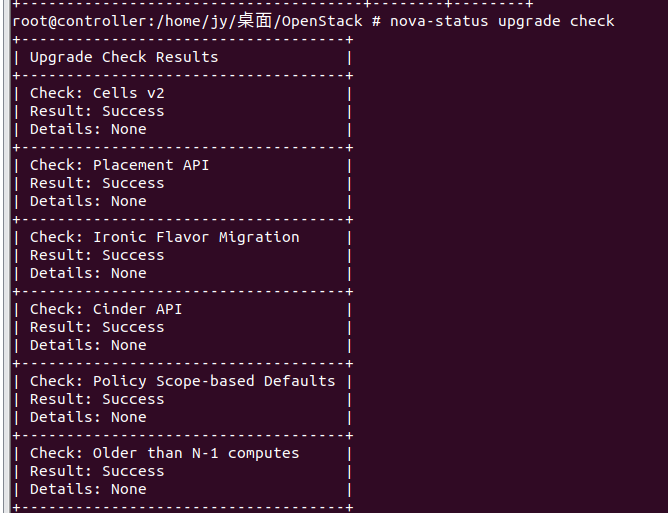 +-------------------------------------+--------+--------+
root@controller:/home/jy/桌面/OpenStack # nova-status upgrade check
+------------------------------------+
| Upgrade Check Results              |
+------------------------------------+
| Check: Cells v2                    |
| Result: Success                    |
| Details: None                      |
+------------------------------------+
| Check: Placement API               |
| Result: Success                    |
| Details: None                      |
+------------------------------------+
| Check: Ironic Flavor Migration     |
| Result: Success                    |
| Details: None                      |
+------------------------------------+
| Check: Cinder API                  |
| Result: Success                    |
| Details: None                      |
+------------------------------------+
| Check: Policy Scope-based Defaults |
| Result: Success                    |
| Details: None                      |
+------------------------------------+
| Check: Older than N-1 computes     |
| Result: Success                    |
| Details: None                      |
+------------------------------------+